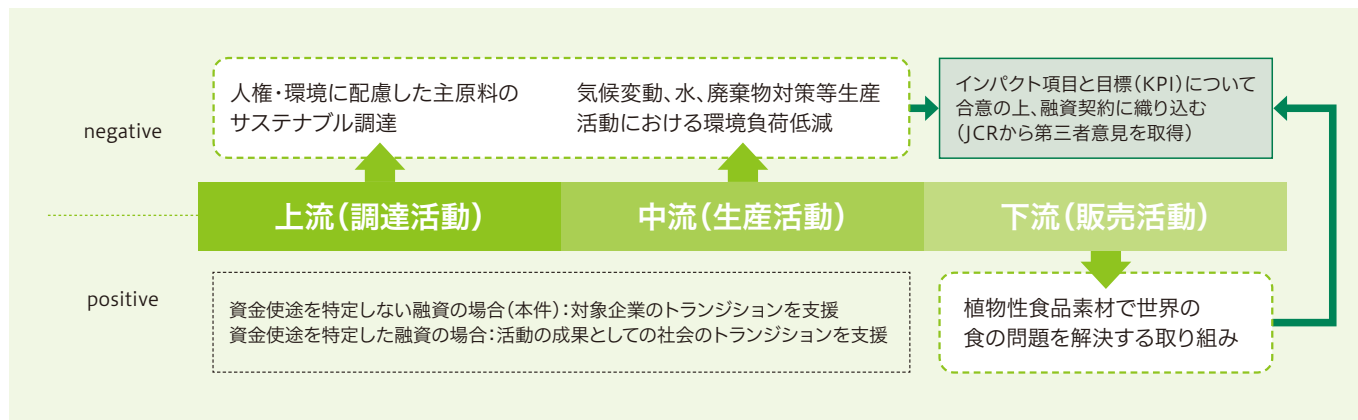 negative
人権・環境に配慮した主原料の
サステナブル調達
気候変動、水、廃棄物対策等生産
活動における環境負荷低減
インパクト項目と目標(KPI)について
合意の上、融資契約に織り込む
(JCRから第三者意見を取得)
上流(調達活動)
中流(生産活動)
下流(販売活動)
positive
資金使途を特定しない融資の場合(本件):対象企業のトランジションを支援
資金使途を特定した融資の場合:活動の成果としての社会のトランジションを支援
植物性食品素材で世界の
食の問題を解決する取り組み